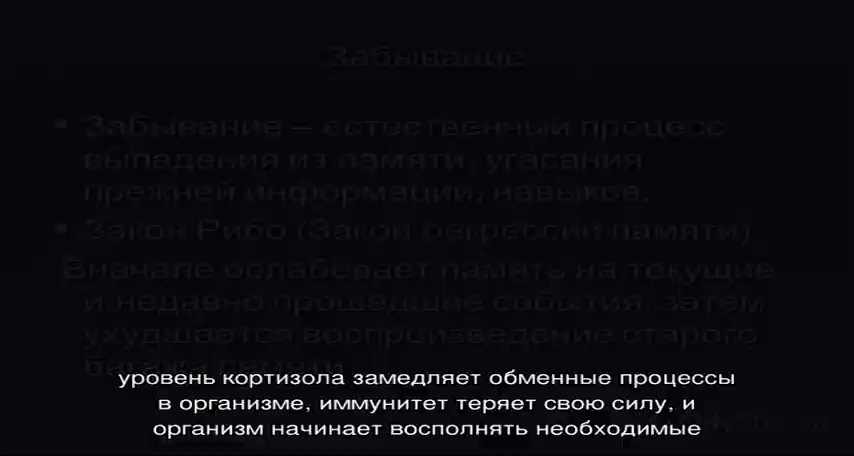 Забывание
• Забывание – естественный процесс
выпадения из памяти, угасания
прежней информации, навыков.
• Закон Рибо (Закон регрессии памяти)
Вначале ослабевает память на текущие
и недавно прошедшие события, затем
ухудшается воспроизведение старого
багажа памяти
уровень кортизола замедляет обменные процессы
в организме, иммунитет теряет свою силу, и
организм начинает восполнять необходимые